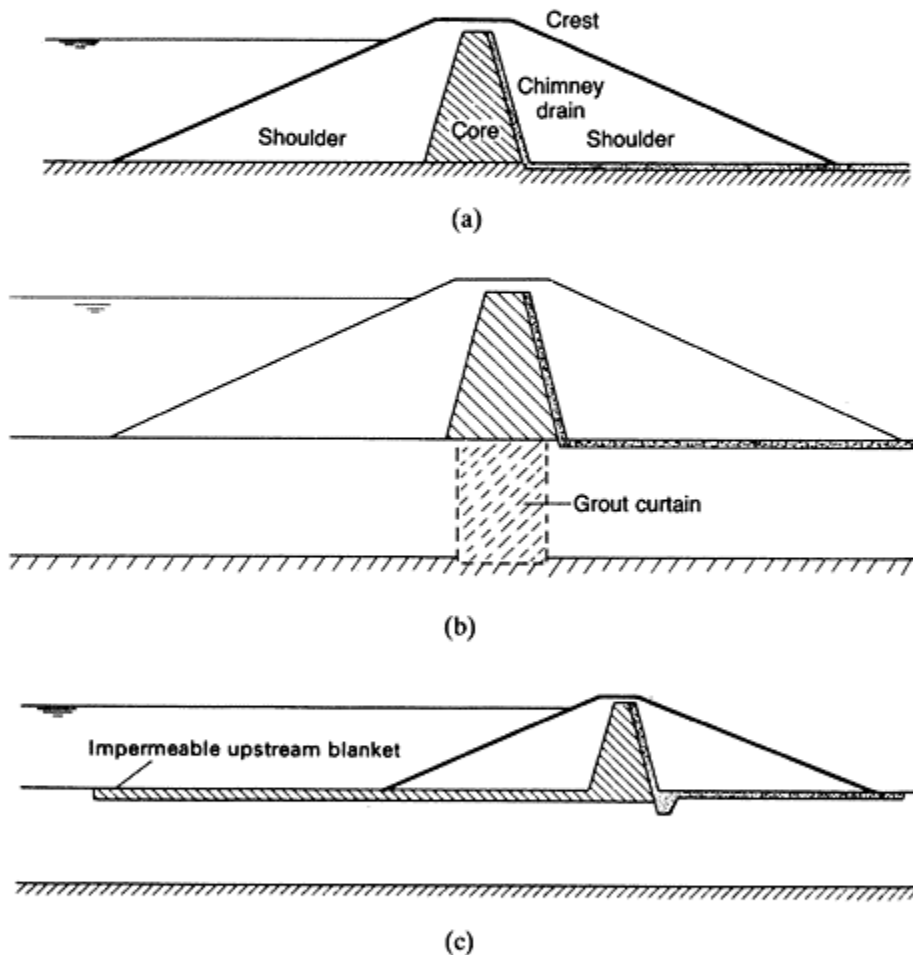 Crest
Chimney
drain
Shoulder
Core
Shoulder
(a)
Grout curtain
(b)
Impermeable upstream blanket
(c)